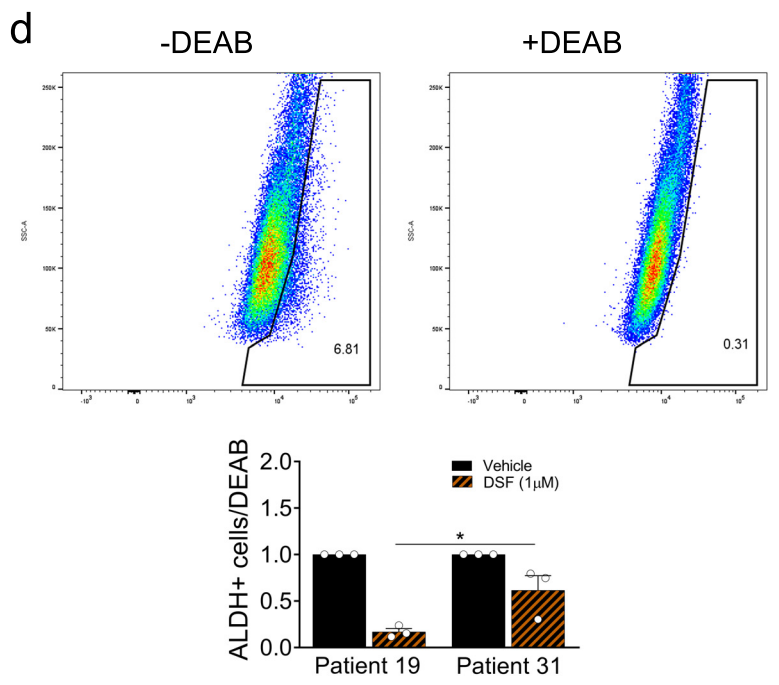 d
-DEAB
+DEAB
250K
200K
150K
100K
50K
0
SSC-A
-10³
0
10³
10⁴
10⁵
6.81
250K
200K
150K
100K
50K
0
SSC-A
-10³
0
10³
10⁴
10⁵
0.31
ALDH+ cells/DEAB
2.0
1.5
1.0
0.5
0.0
Vehicle
DSF (1μM)
*
Patient 19
Patient 31